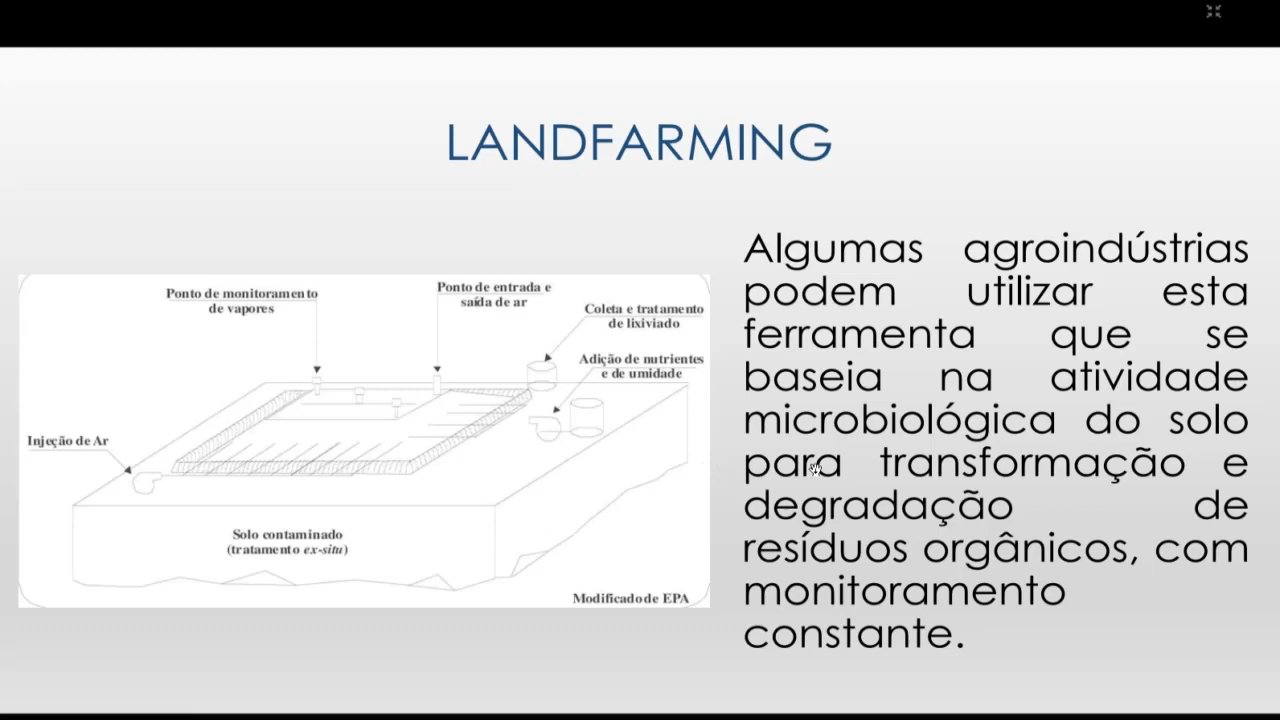 LANDFARMING
Ponto de monitoramento
de vapores
Ponto de entrada e
saída de ar
Coleta e tratamento
de lixiviado
Adição de nutrientes
e de umidade
Injeção de Ar
Solo contaminado
(tratamento ex-situ)
Modificado de EPA
Algumas agroindústrias
podem utilizar esta
ferramenta que se
baseia na atividade
microbiológica do solo
para transformação e
degradação de
resíduos orgânicos, com
monitoramento
constante.